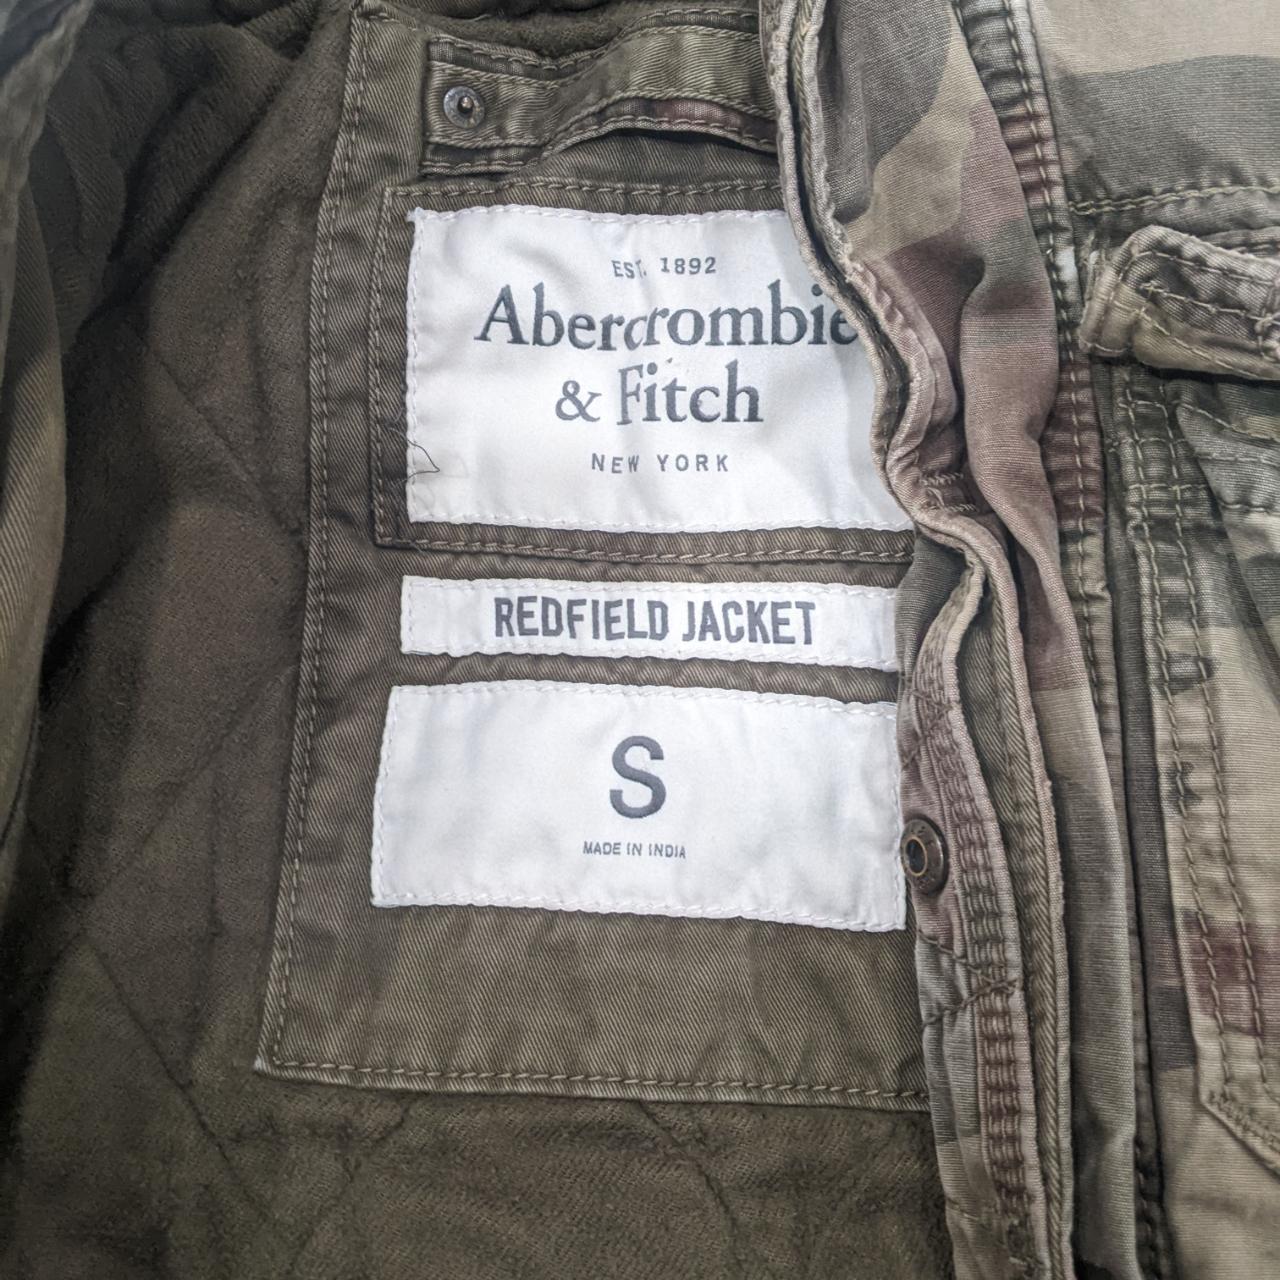 EST. 1892
Abercrombie
& Fitch
NEW YORK
REDFIELD JACKET
S
MADE IN INDIA